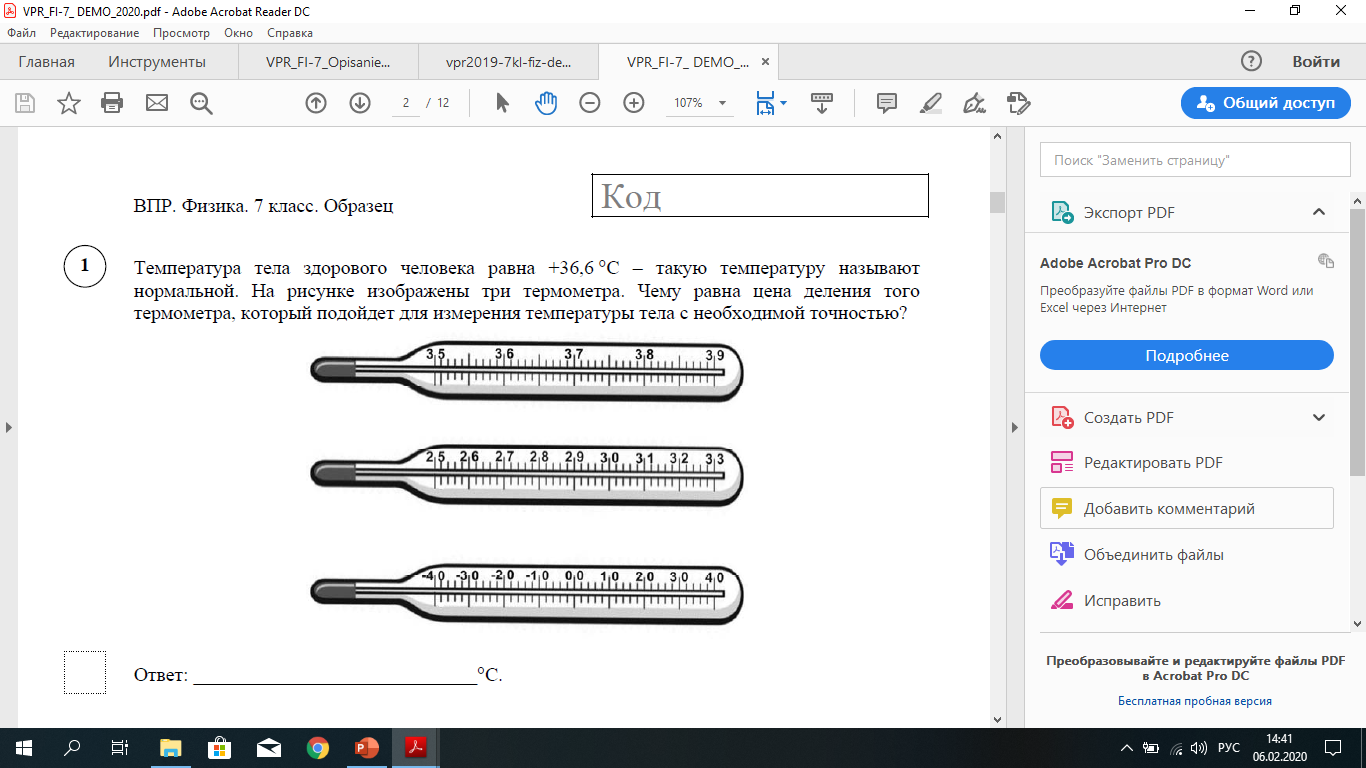 VPR_FI-7_ DEMO_2020.pdf - Adobe Acrobat Reader DC
Файл Редактирование Просмотр Окно Справка
Главная Инструменты VPR_FI-7_Opisanie... vpr2019-7kl-fiz-de... VPR_FI-7_ DEMO_... × ? Войти
2 / 12 107% Общий доступ
Код
ВПР. Физика. 7 класс. Образец
1
Температура тела здорового человека равна +36,6 °С – такую температуру называют
нормальной. На рисунке изображены три термометра. Чему равна цена деления того
термометра, который подойдет для измерения температуры тела с необходимой точностью?
35 36 37 38 39
25 26 27 28 29 30 31 32 33
-40 -30 -20 -10 00 10 20 30 40
Ответ: ______________________________°С.
Поиск "Заменить страницу"
Экспорт PDF
Adobe Acrobat Pro DC
Преобразуйте файлы PDF в формат Word или
Excel через Интернет
Подробнее
Создать PDF
Редактировать PDF
Добавить комментарий
Объединить файлы
Исправить
Преобразовывайте и редактируйте файлы PDF
в Acrobat Pro DC
Бесплатная пробная версия
РУС
14:41
06.02.2020